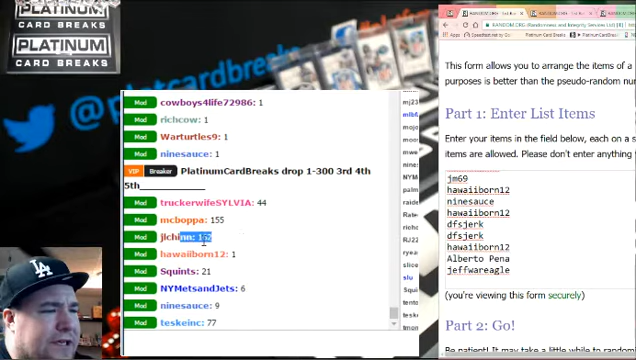 PLATINUM
CARD BREAKS
PLATINUM
CARD BREAKS
platcardbreaks
Mod cowboys4life72986: 1
Mod richcow: 1
Mod Warturtles9: 1
Mod ninesauce: 1
VIP Breaker PlatinumCardBreaks drop 1-300 3rd 4th
5th____________
Mod truckerwifeSYLVIA: 44
Mod mcboppa: 155
Mod jlchinn: 162
Mod hawaiiborn12: 1
Mod Squints: 21
Mod NYMetsandJets: 6
Mod ninesauce: 9
Mod teskeinc: 77
This form allows you to arrange the items of a
purposes is better than the pseudo-random nu
Part 1: Enter List Items
Enter your items in the field below, each on a s
items are allowed. Please don't enter anything
jm69
hawaiiborn12
ninesauce
hawaiiborn12
dfsjerk
dfsjerk
hawaiiborn12
Alberto Pena
jeffwareagle
(you're viewing this form securely)
Part 2: Go!
Be patient! It may take a little while to random